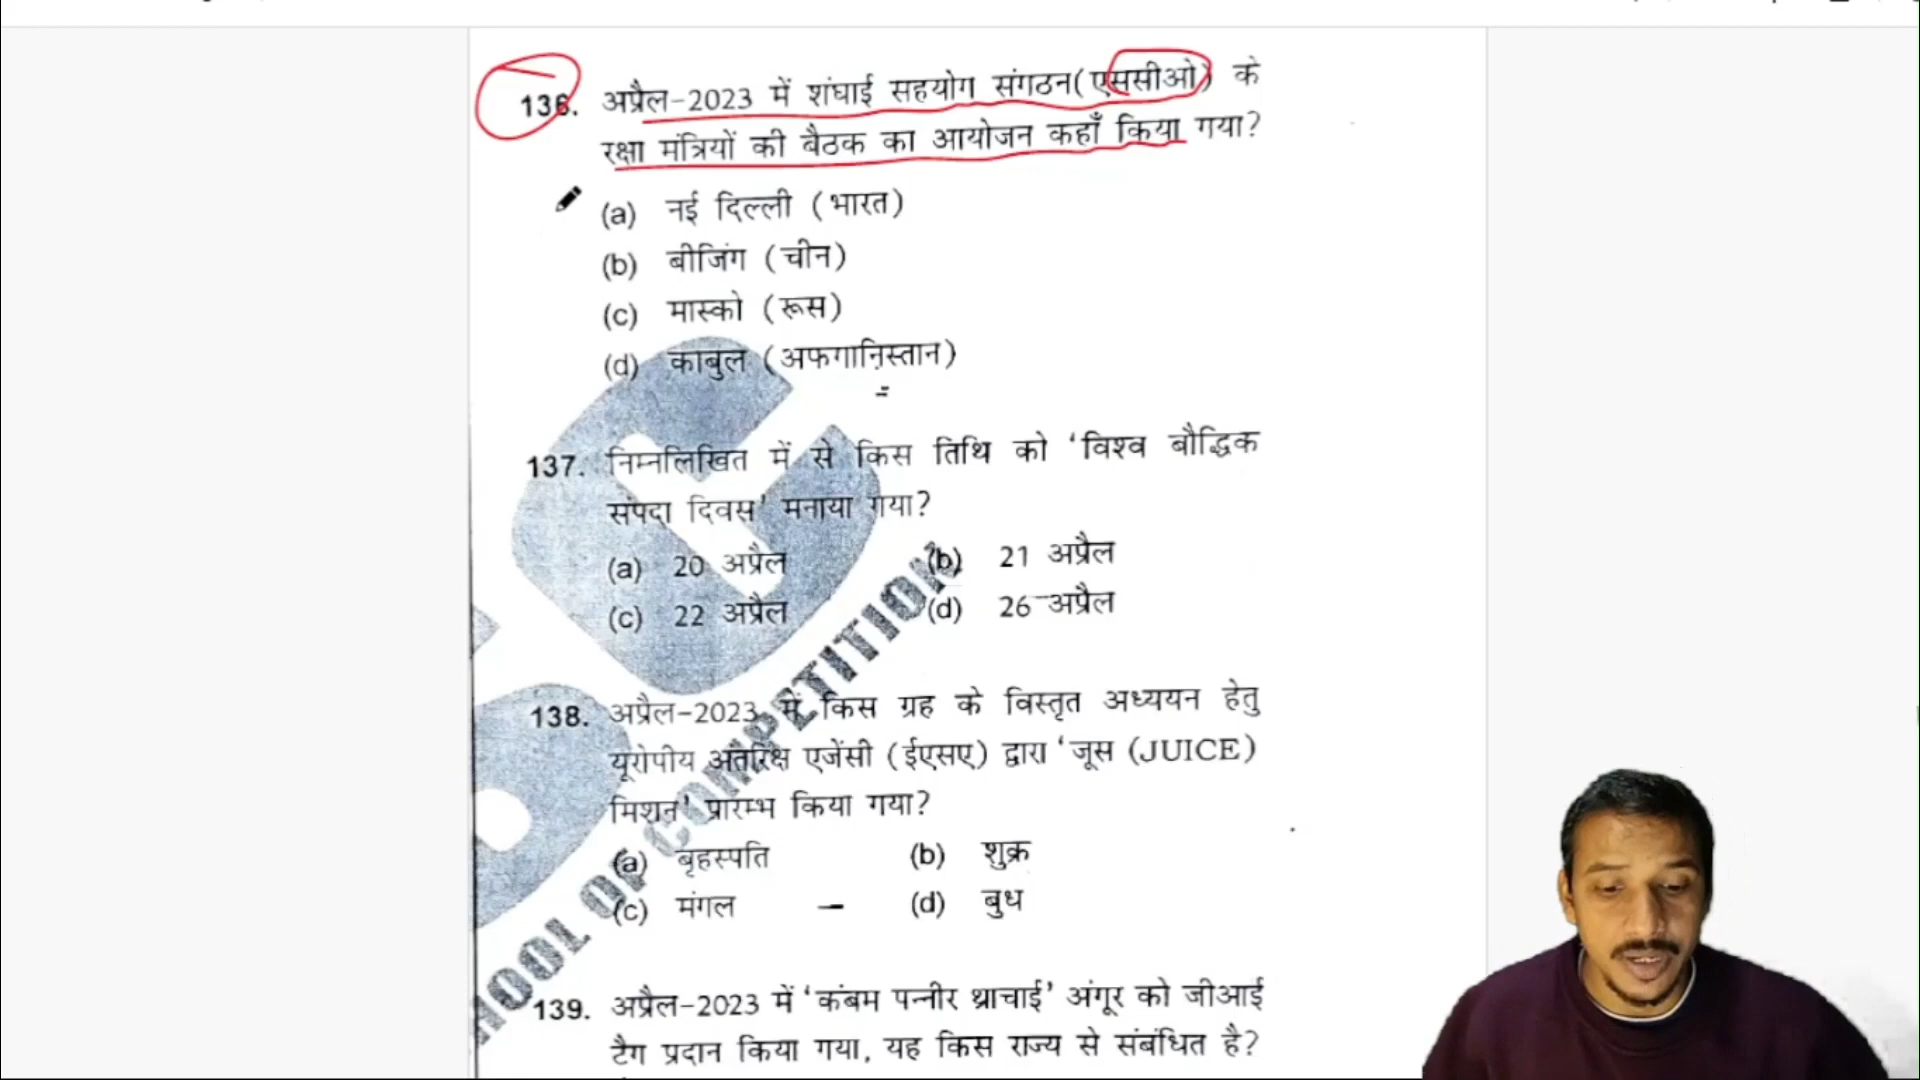 136. अप्रैल-2023 में शंघाई सहयोग संगठन(एससीओ) के
रक्षा मंत्रियों की बैठक का आयोजन कहाँ किया गया?
(a) नई दिल्ली (भारत)
(b) बीजिंग (चीन)
(c) मास्को (रूस)
(d) काबुल (अफगानिस्तान)
137. निम्नलिखित में से किस तिथि को 'विश्व बौद्धिक
संपदा दिवस' मनाया गया?
(a) 20 अप्रैल (b) 21 अप्रैल
(c) 22 अप्रैल (d) 26 अप्रैल
138. अप्रैल-2023 में किस ग्रह के विस्तृत अध्ययन हेतु
यूरोपीय अंतरिक्ष एजेंसी (ईएसए) द्वारा 'जूस (JUICE)
मिशन' प्रारम्भ किया गया?
(a) बृहस्पति (b) शुक्र
(c) मंगल (d) बुध
139. अप्रैल-2023 में 'कंबम पन्नीर थ्राचाई' अंगूर को जीआई
टैग प्रदान किया गया, यह किस राज्य से संबंधित है?
OF COMPETITION